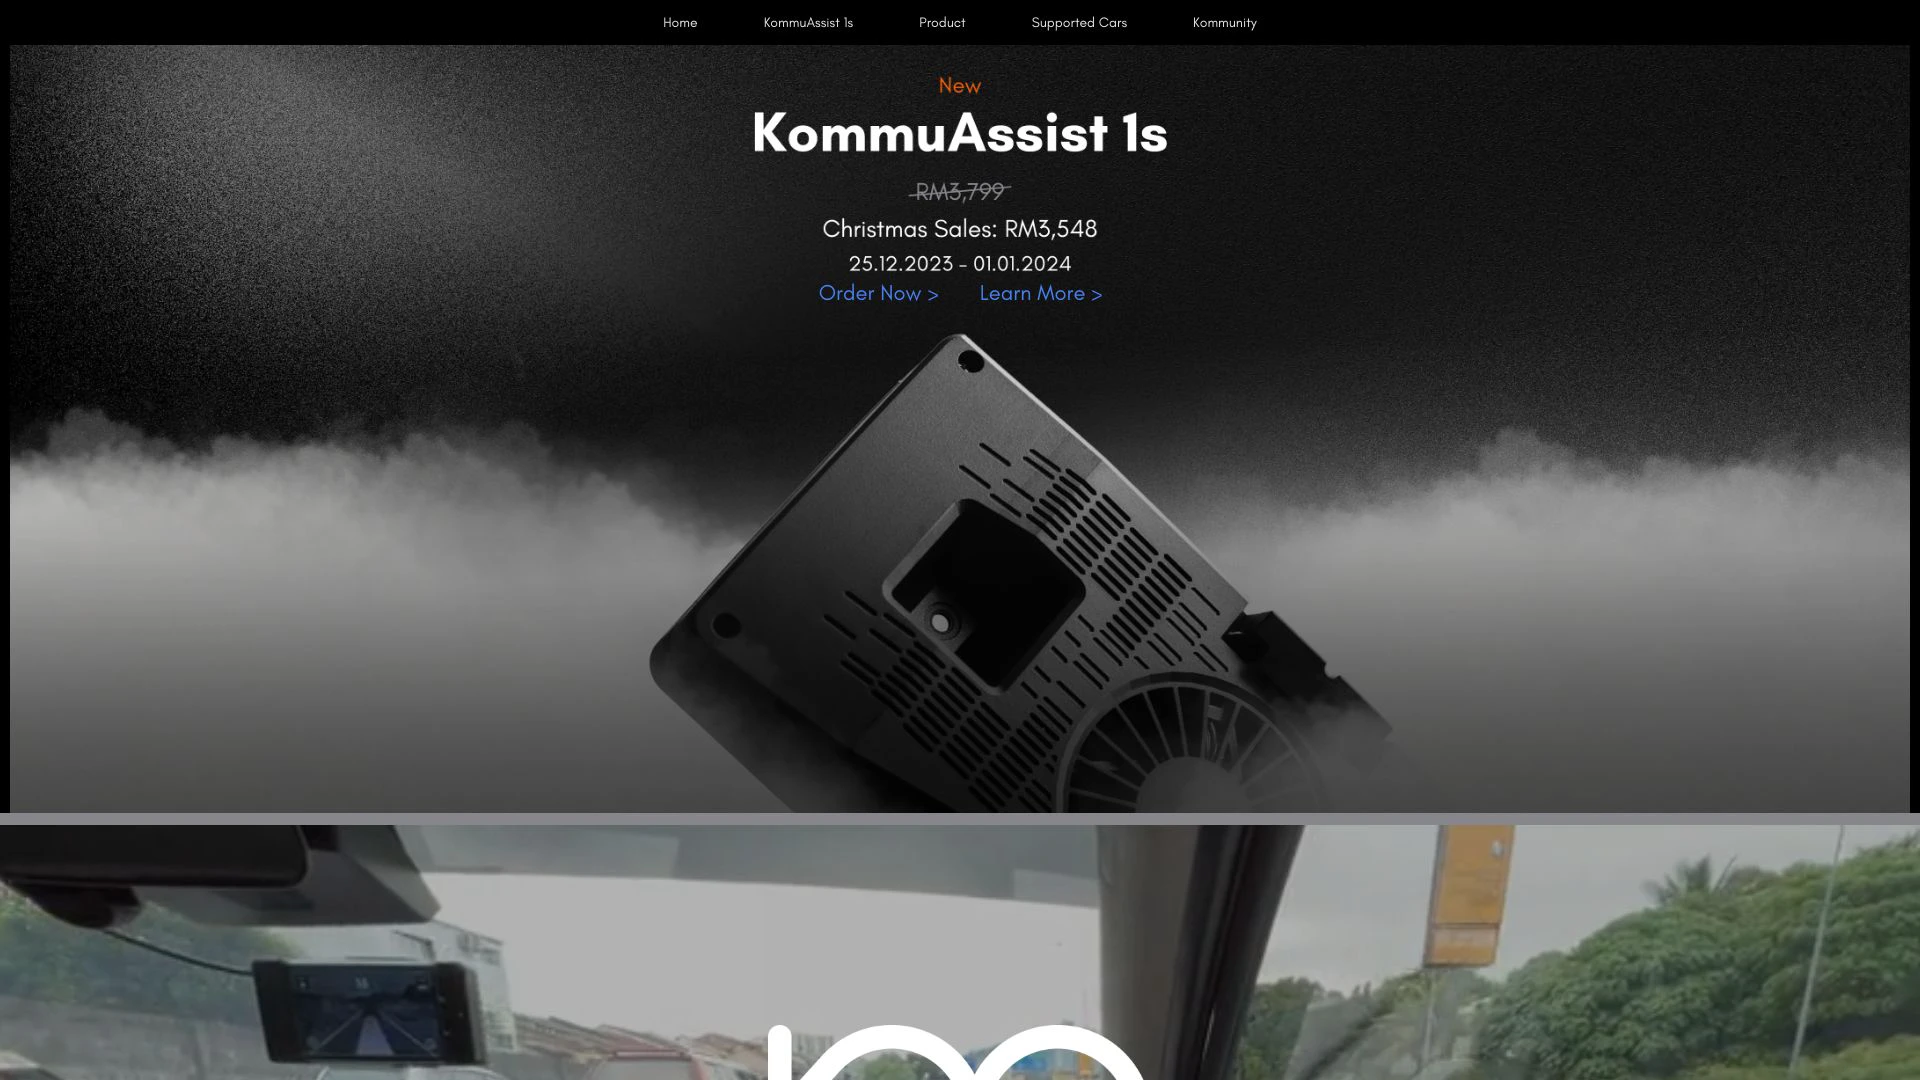 Home KommuAssist 1s Product Supported Cars Kommunity
New
KommuAssist 1s
RM3,799
Christmas Sales: RM3,548
25.12.2023 - 01.01.2024
Order Now > Learn More >